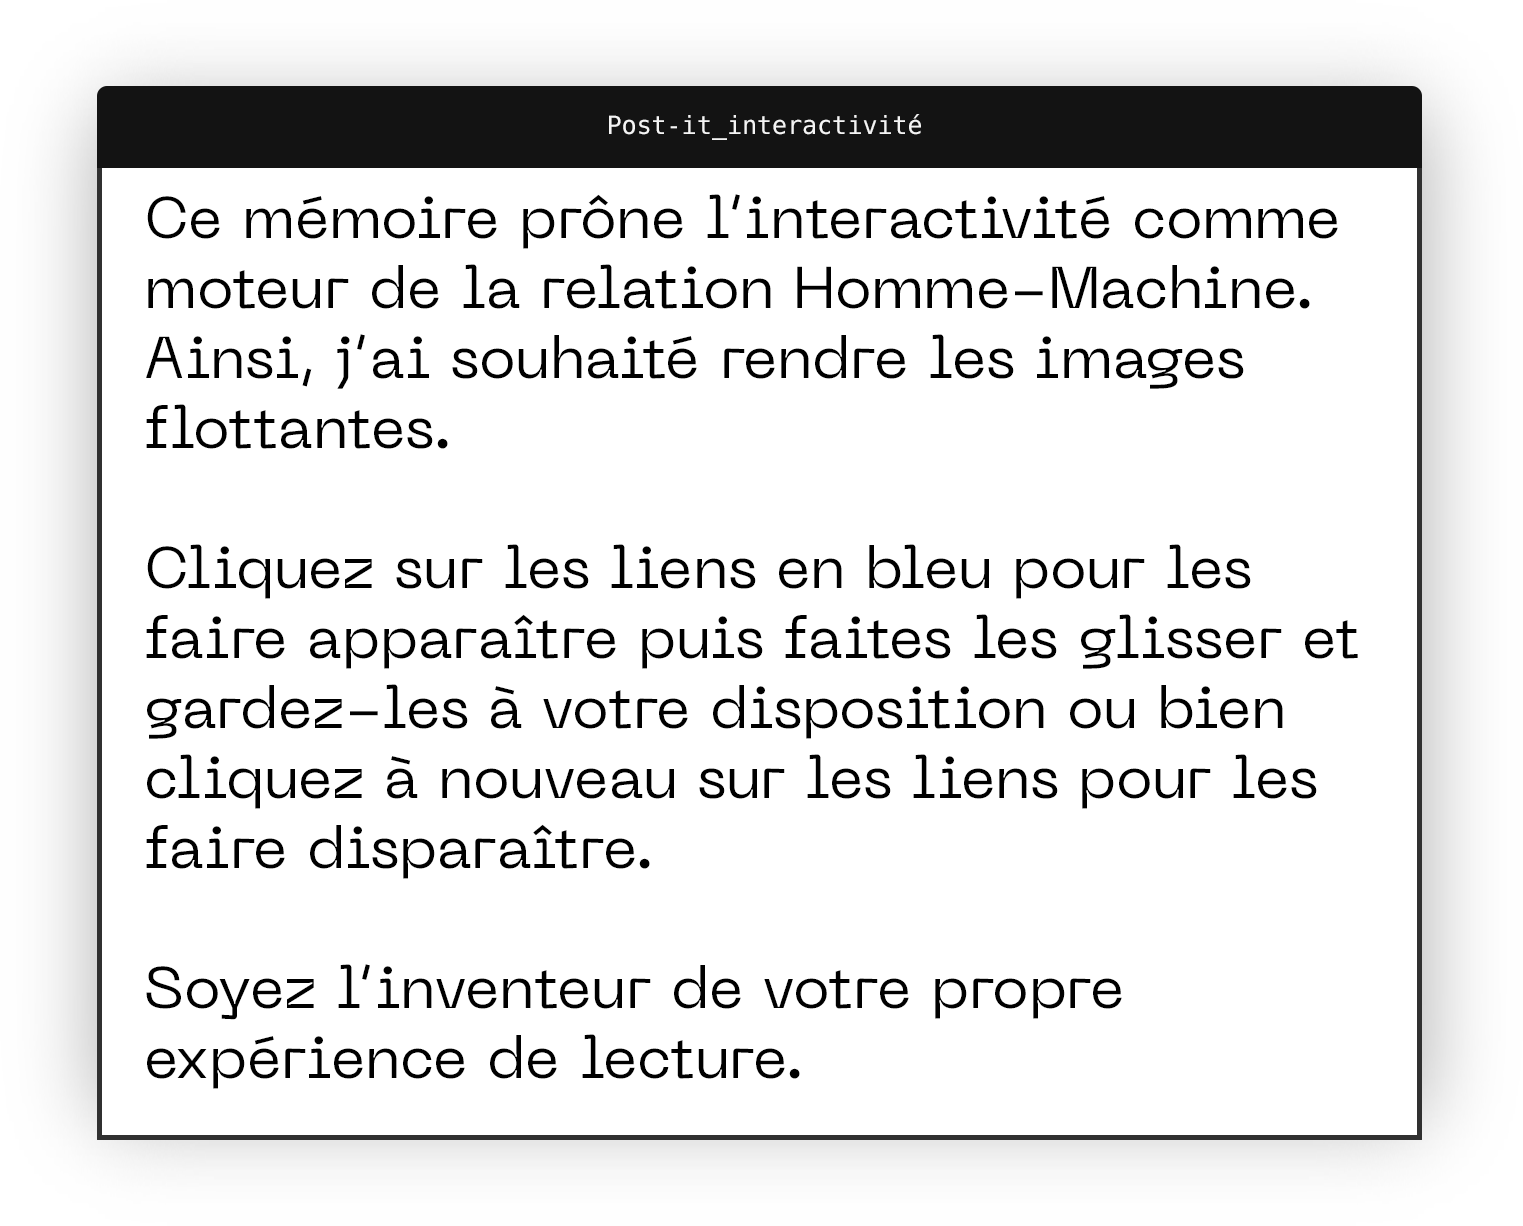 Post-it_interactivité
Ce mémoire prône l'interactivité comme
moteur de la relation Homme-Machine.
Ainsi, j'ai souhaité rendre les images
flottantes.
Cliquez sur les liens en bleu pour les
faire apparaître puis faites les glisser et
gardez-les à votre disposition ou bien
cliquez à nouveau sur les liens pour les
faire disparaître.
Soyez l'inventeur de votre propre
expérience de lecture.